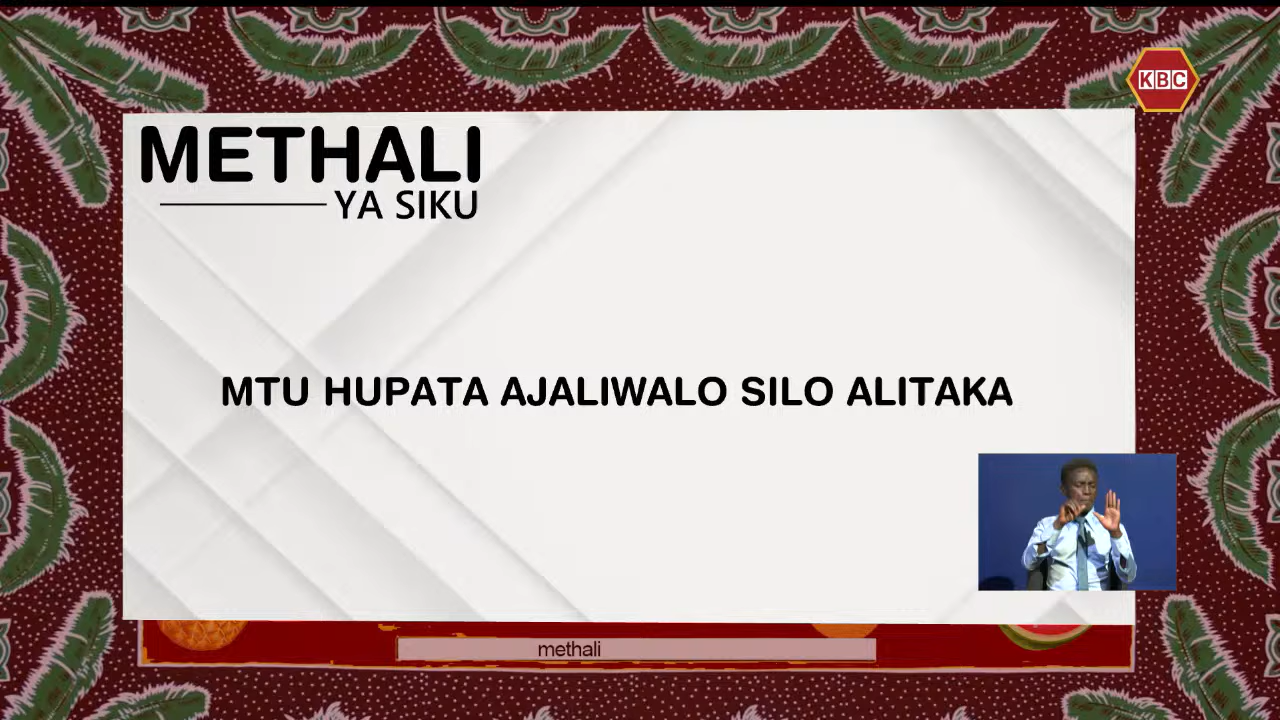 KBC
METHALI
YA SIKU
MTU HUPATA AJALIWALO SILO ALITAKA
methali